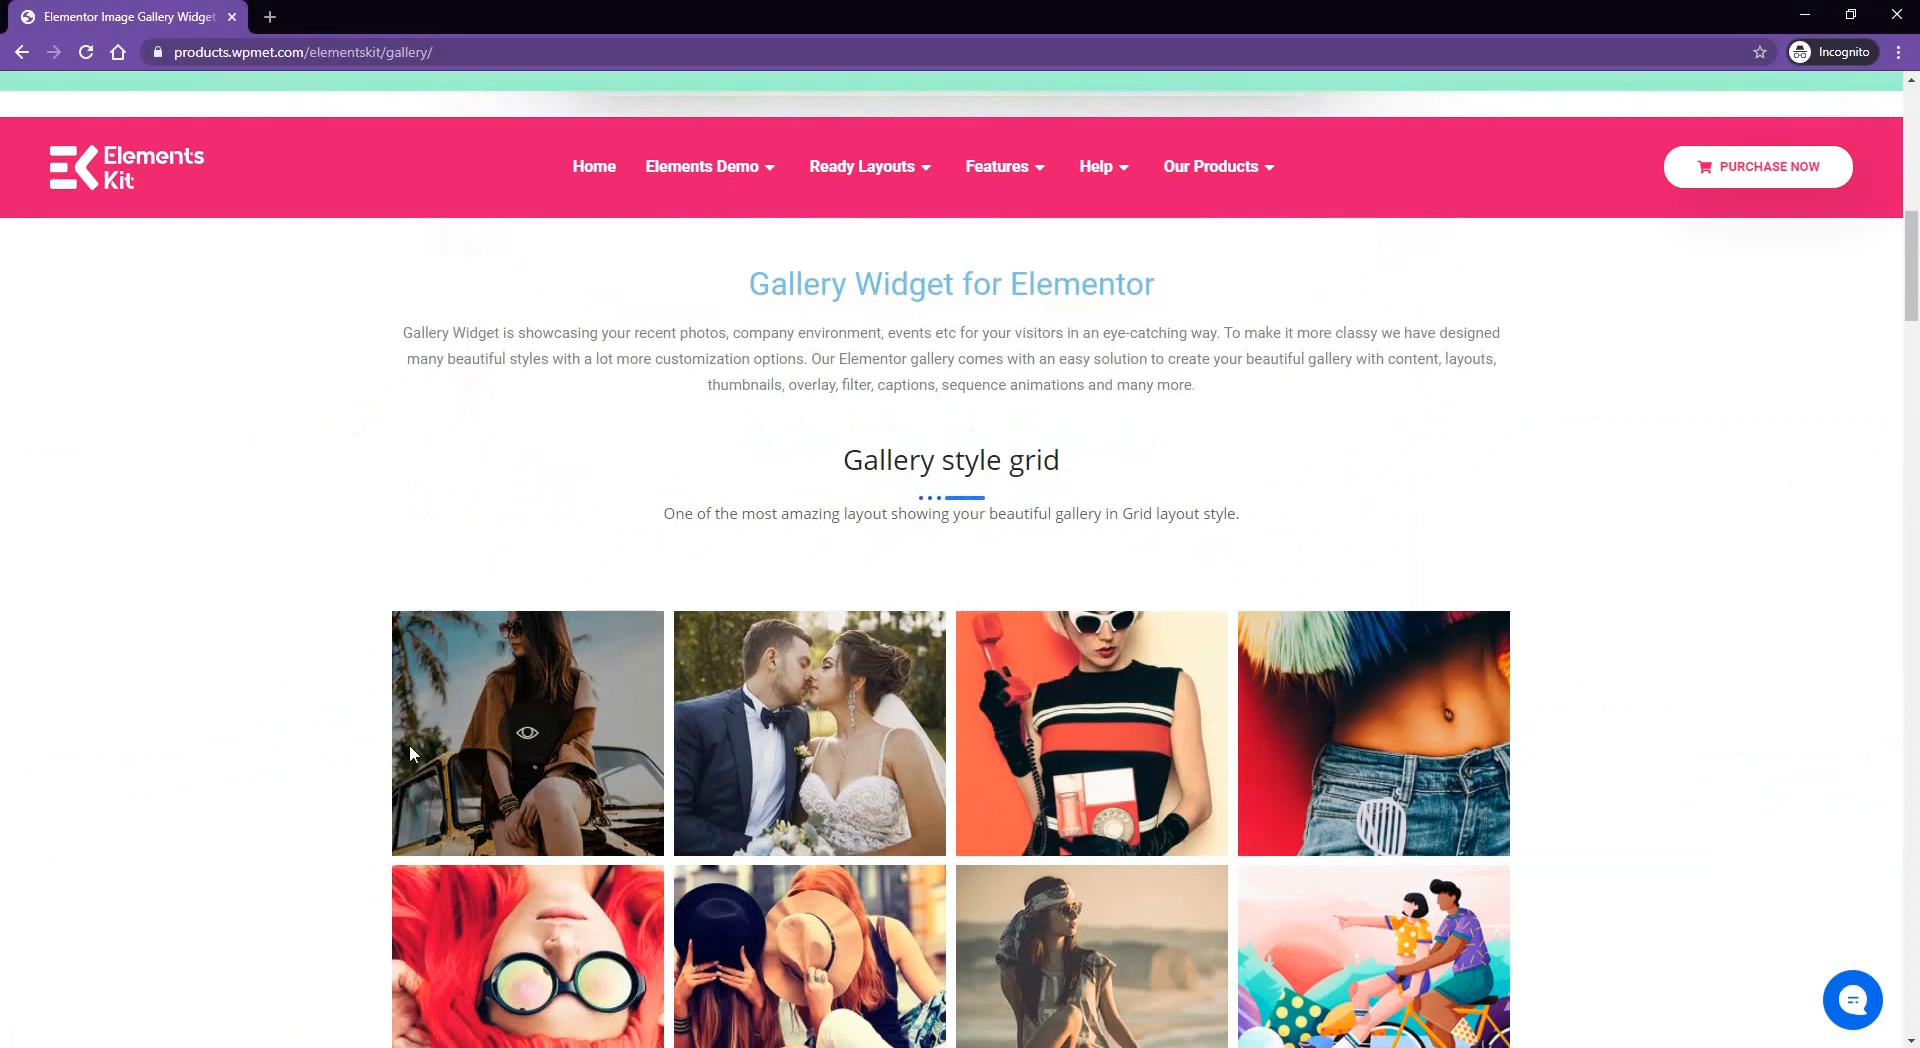 Elementor Image Gallery Widget
products.wpmet.com/elementskit/gallery/
Incognito
Elements
Kit
Home
Elements Demo
Ready Layouts
Features
Help
Our Products
PURCHASE NOW
Gallery Widget for Elementor
Gallery Widget is showcasing your recent photos, company environment, events etc for your visitors in an eye-catching way. To make it more classy we have designed
many beautiful styles with a lot more customization options. Our Elementor gallery comes with an easy solution to create your beautiful gallery with content, layouts,
thumbnails, overlay, filter, captions, sequence animations and many more.
Gallery style grid
One of the most amazing layout showing your beautiful gallery in Grid layout style.